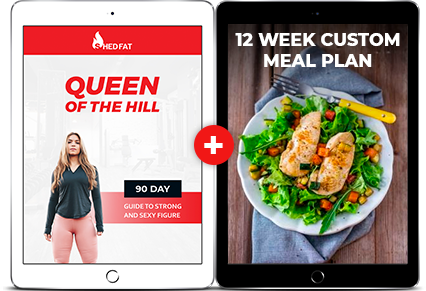 SHED FAT
QUEEN
OF THE HILL
90 DAY
GUIDE TO STRONG
AND SEXY FIGURE
+
12 WEEK CUSTOM
MEAL PLAN